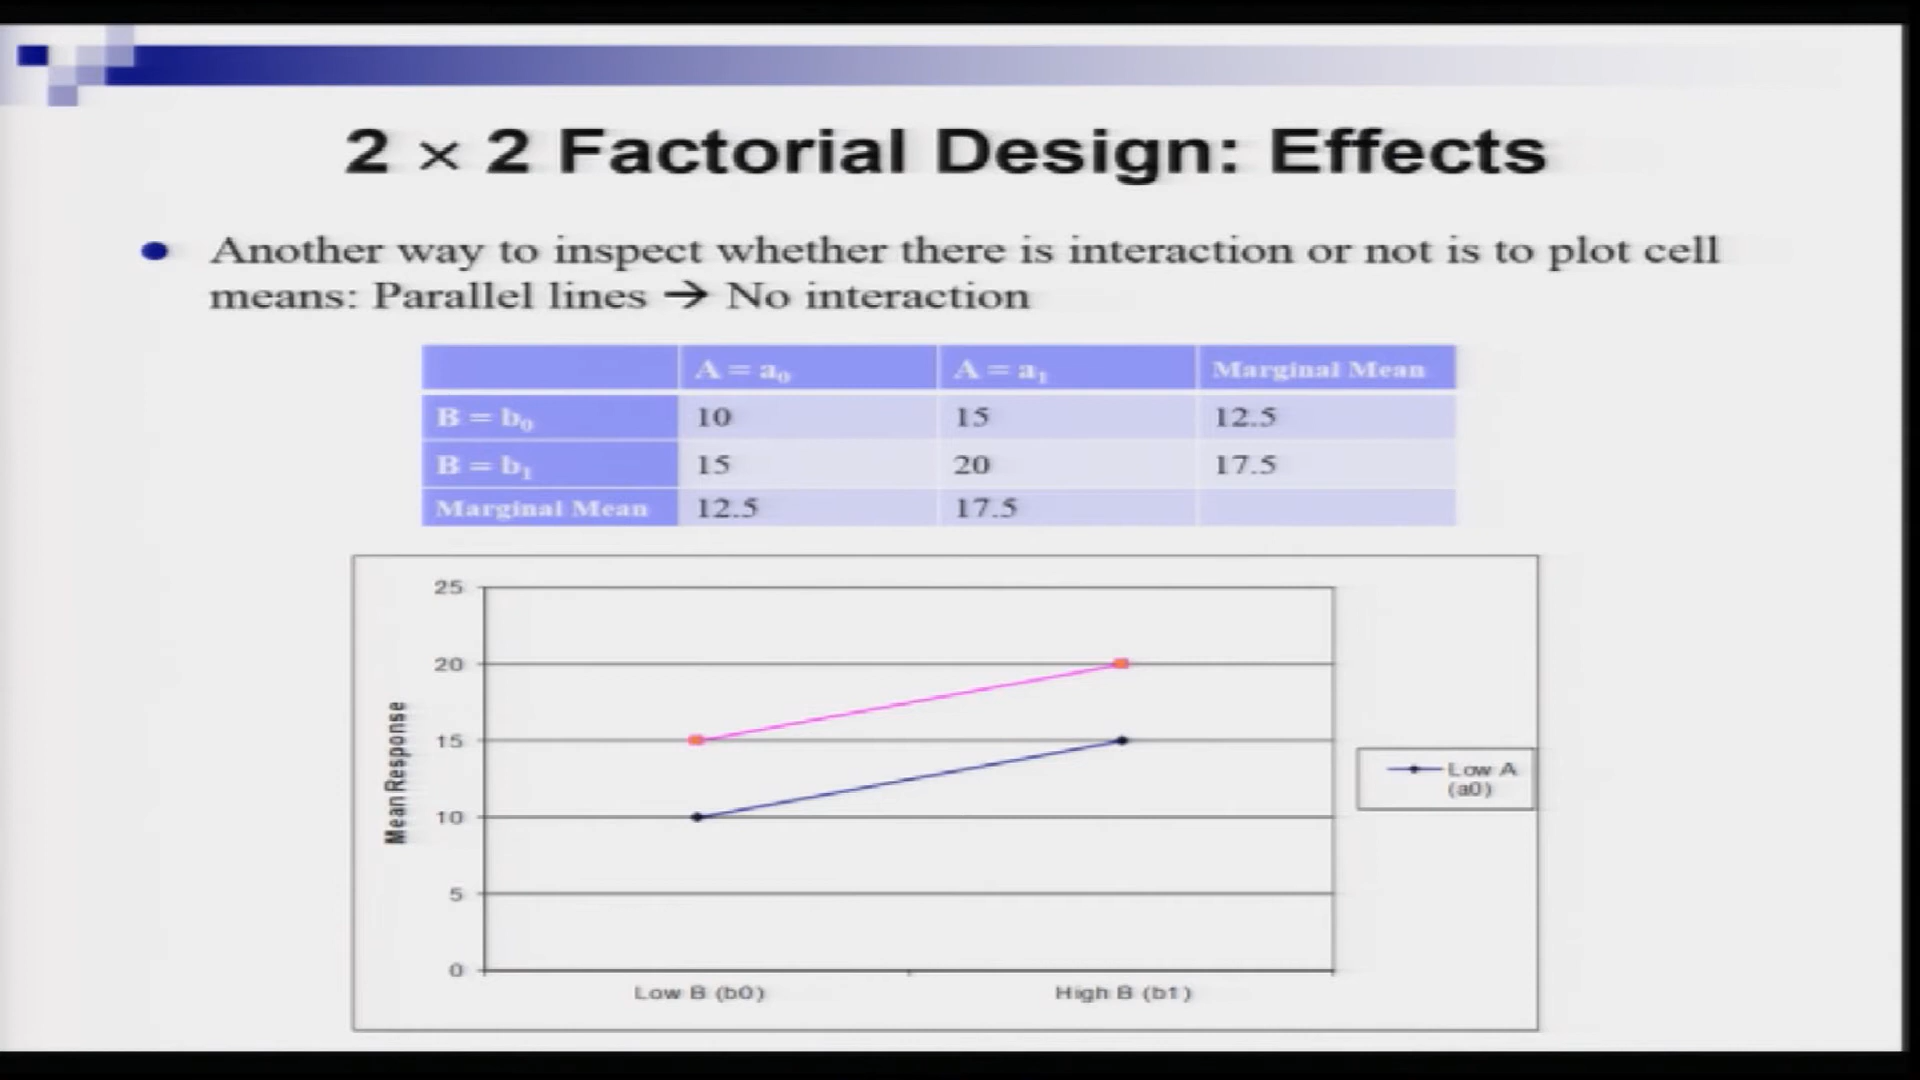 2 × 2 Factorial Design: Effects
● Another way to inspect whether there is interaction or not is to plot cell
means: Parallel lines → No interaction
A = a₀ A = a₁ Marginal Mean
B = b₀ 10 15 12.5
B = b₁ 15 20 17.5
Marginal Mean 12.5 17.5
25
20
15
10
5
0
Mean Response
Low B (b0) High B (b1)
Low A
(a0)